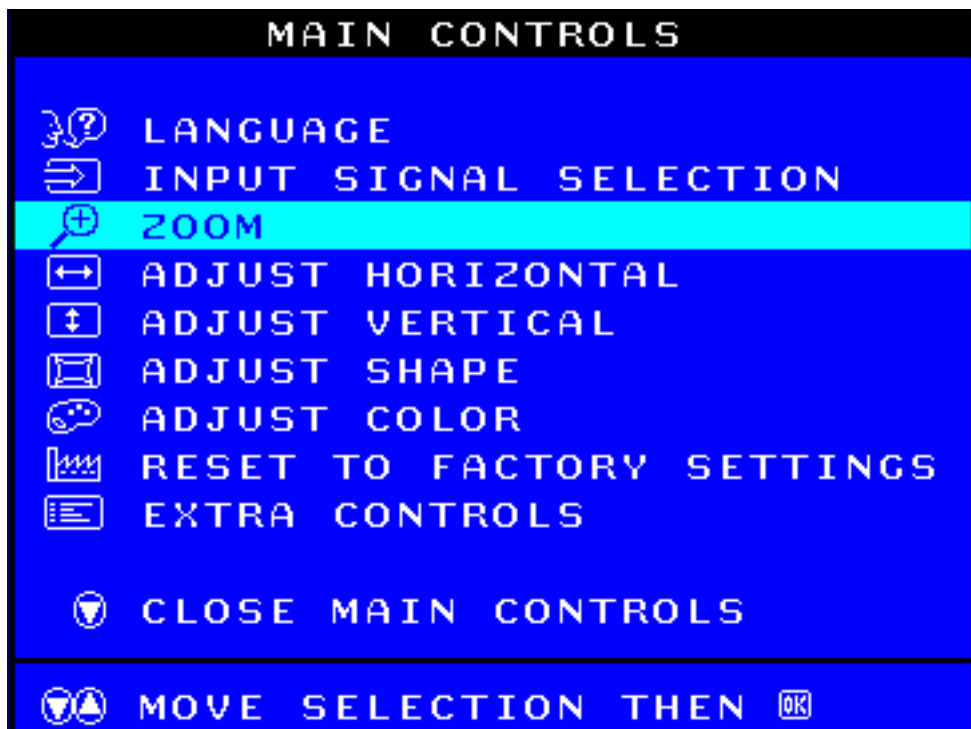 MAIN CONTROLS
LANGUAGE
INPUT SIGNAL SELECTION
ZOOM
ADJUST HORIZONTAL
ADJUST VERTICAL
ADJUST SHAPE
ADJUST COLOR
RESET TO FACTORY SETTINGS
EXTRA CONTROLS
CLOSE MAIN CONTROLS
MOVE SELECTION THEN OK